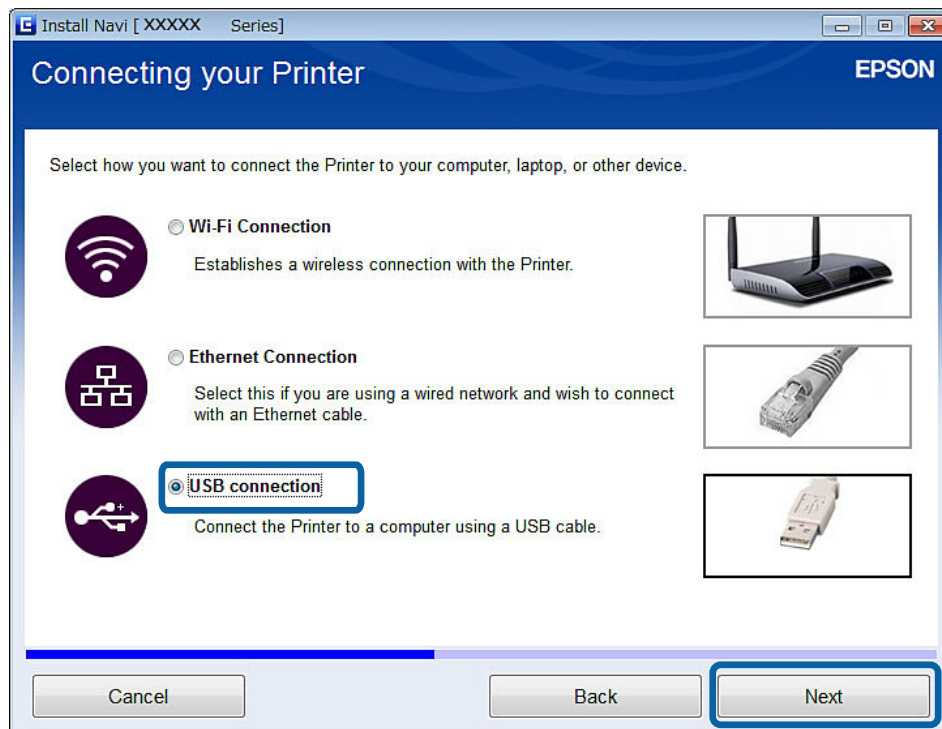 Install Navi [ XXXXX Series]
Connecting your Printer
EPSON
Select how you want to connect the Printer to your computer, laptop, or other device.
Wi-Fi Connection
Establishes a wireless connection with the Printer.
Ethernet Connection
Select this if you are using a wired network and wish to connect
with an Ethernet cable.
USB connection
Connect the Printer to a computer using a USB cable.
Cancel
Back
Next